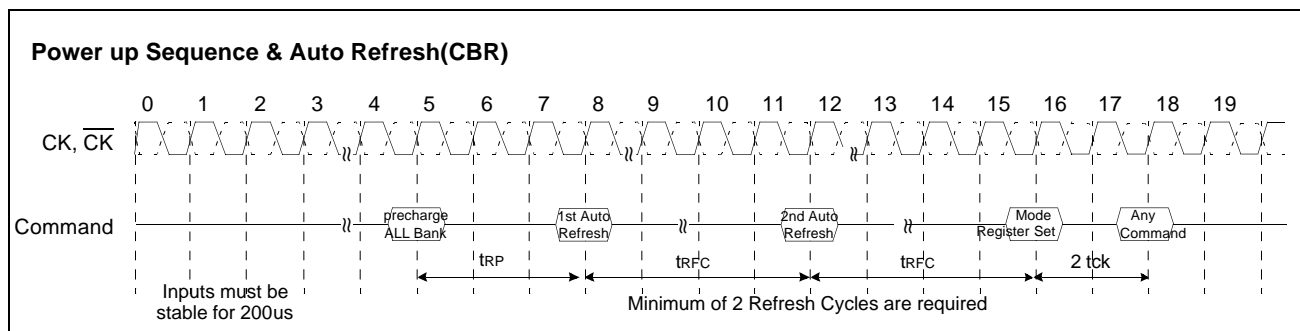 Power up Sequence & Auto Refresh(CBR)
0 1 2 3 4 5 6 7 8 9 10 11 12 13 14 15 16 17 18 19
CK, CK
Command
precharge
ALL Bank
1st Auto
Refresh
2nd Auto
Refresh
Mode
Register Set
Any
Command
tRP
tRFC
tRFC
2 tck
Inputs must be
stable for 200us
Minimum of 2 Refresh Cycles are required